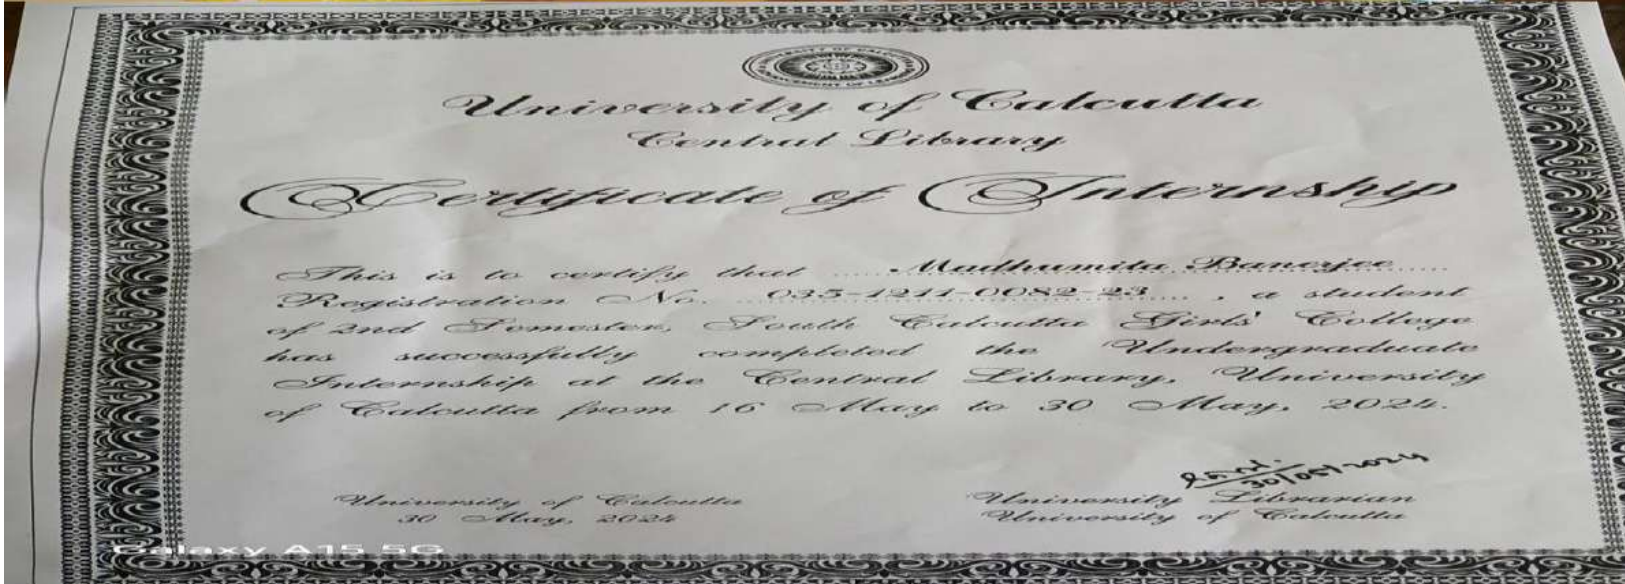 University of Calcutta
Central Library
Certificate of Internship
This is to certify that ..... Madhumita Banerjee .....
Registration No. ..... 035-1211-0082-23 ..... , a student
of 2nd Semester, South Calcutta Girls' College
has successfully completed the Undergraduate
Internship at the Central Library, University
of Calcutta from 16 May to 30 May, 2024.
30/05/2024
University of Calcutta
30 May, 2024
University Librarian
University of Calcutta
Galaxy A15 5G